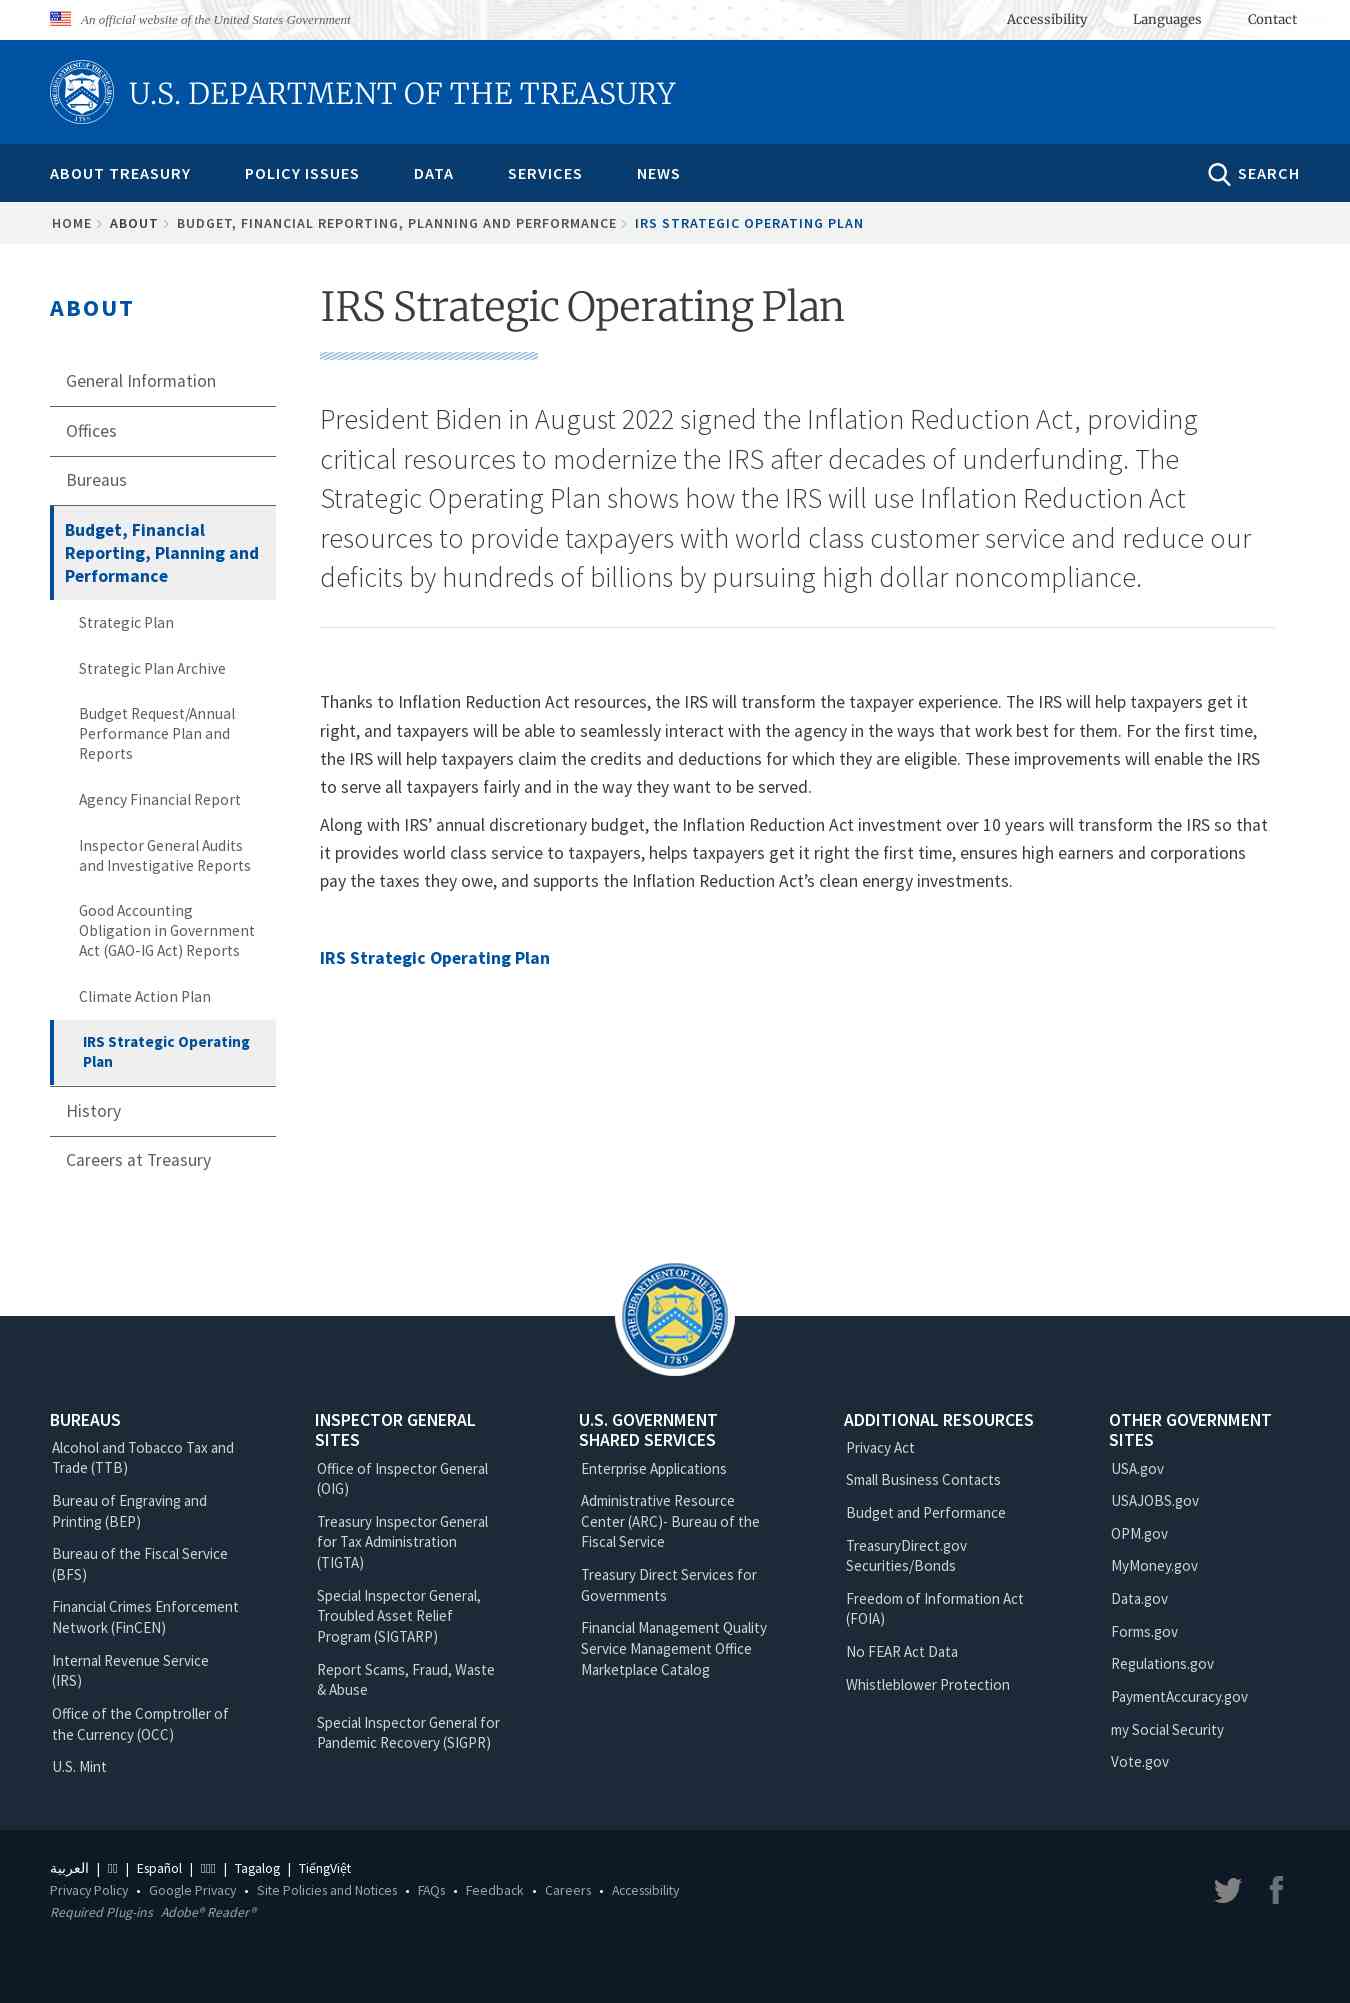 An official website of the United States Government
Accessibility
Languages
Contact
U.S. DEPARTMENT OF THE TREASURY
ABOUT TREASURY
POLICY ISSUES
DATA
SERVICES
NEWS
SEARCH
HOME
ABOUT
BUDGET, FINANCIAL REPORTING, PLANNING AND PERFORMANCE
IRS STRATEGIC OPERATING PLAN
ABOUT
General Information
Offices
Bureaus
Budget, Financial
Reporting, Planning and
Performance
Strategic Plan
Strategic Plan Archive
Budget Request/Annual
Performance Plan and
Reports
Agency Financial Report
Inspector General Audits
and Investigative Reports
Good Accounting
Obligation in Government
Act (GAO-IG Act) Reports
Climate Action Plan
IRS Strategic Operating
Plan
History
Careers at Treasury
IRS Strategic Operating Plan
President Biden in August 2022 signed the Inflation Reduction Act, providing
critical resources to modernize the IRS after decades of underfunding. The
Strategic Operating Plan shows how the IRS will use Inflation Reduction Act
resources to provide taxpayers with world class customer service and reduce our
deficits by hundreds of billions by pursuing high dollar noncompliance.
Thanks to Inflation Reduction Act resources, the IRS will transform the taxpayer experience. The IRS will help taxpayers get it
right, and taxpayers will be able to seamlessly interact with the agency in the ways that work best for them. For the first time,
the IRS will help taxpayers claim the credits and deductions for which they are eligible. These improvements will enable the IRS
to serve all taxpayers fairly and in the way they want to be served.
Along with IRS’ annual discretionary budget, the Inflation Reduction Act investment over 10 years will transform the IRS so that
it provides world class service to taxpayers, helps taxpayers get it right the first time, ensures high earners and corporations
pay the taxes they owe, and supports the Inflation Reduction Act’s clean energy investments.
IRS Strategic Operating Plan
THE DEPARTMENT OF THE TREASURY
1789
BUREAUS
Alcohol and Tobacco Tax and
Trade (TTB)
Bureau of Engraving and
Printing (BEP)
Bureau of the Fiscal Service
(BFS)
Financial Crimes Enforcement
Network (FinCEN)
Internal Revenue Service
(IRS)
Office of the Comptroller of
the Currency (OCC)
U.S. Mint
INSPECTOR GENERAL
SITES
Office of Inspector General
(OIG)
Treasury Inspector General
for Tax Administration
(TIGTA)
Special Inspector General,
Troubled Asset Relief
Program (SIGTARP)
Report Scams, Fraud, Waste
& Abuse
Special Inspector General for
Pandemic Recovery (SIGPR)
U.S. GOVERNMENT
SHARED SERVICES
Enterprise Applications
Administrative Resource
Center (ARC)- Bureau of the
Fiscal Service
Treasury Direct Services for
Governments
Financial Management Quality
Service Management Office
Marketplace Catalog
ADDITIONAL RESOURCES
Privacy Act
Small Business Contacts
Budget and Performance
TreasuryDirect.gov
Securities/Bonds
Freedom of Information Act
(FOIA)
No FEAR Act Data
Whistleblower Protection
OTHER GOVERNMENT
SITES
USA.gov
USAJOBS.gov
OPM.gov
MyMoney.gov
Data.gov
Forms.gov
Regulations.gov
PaymentAccuracy.gov
my Social Security
Vote.gov
العربية | | Español | | Tagalog | TiếngViệt
Privacy Policy • Google Privacy • Site Policies and Notices • FAQs • Feedback • Careers • Accessibility
Required Plug-ins Adobe® Reader®